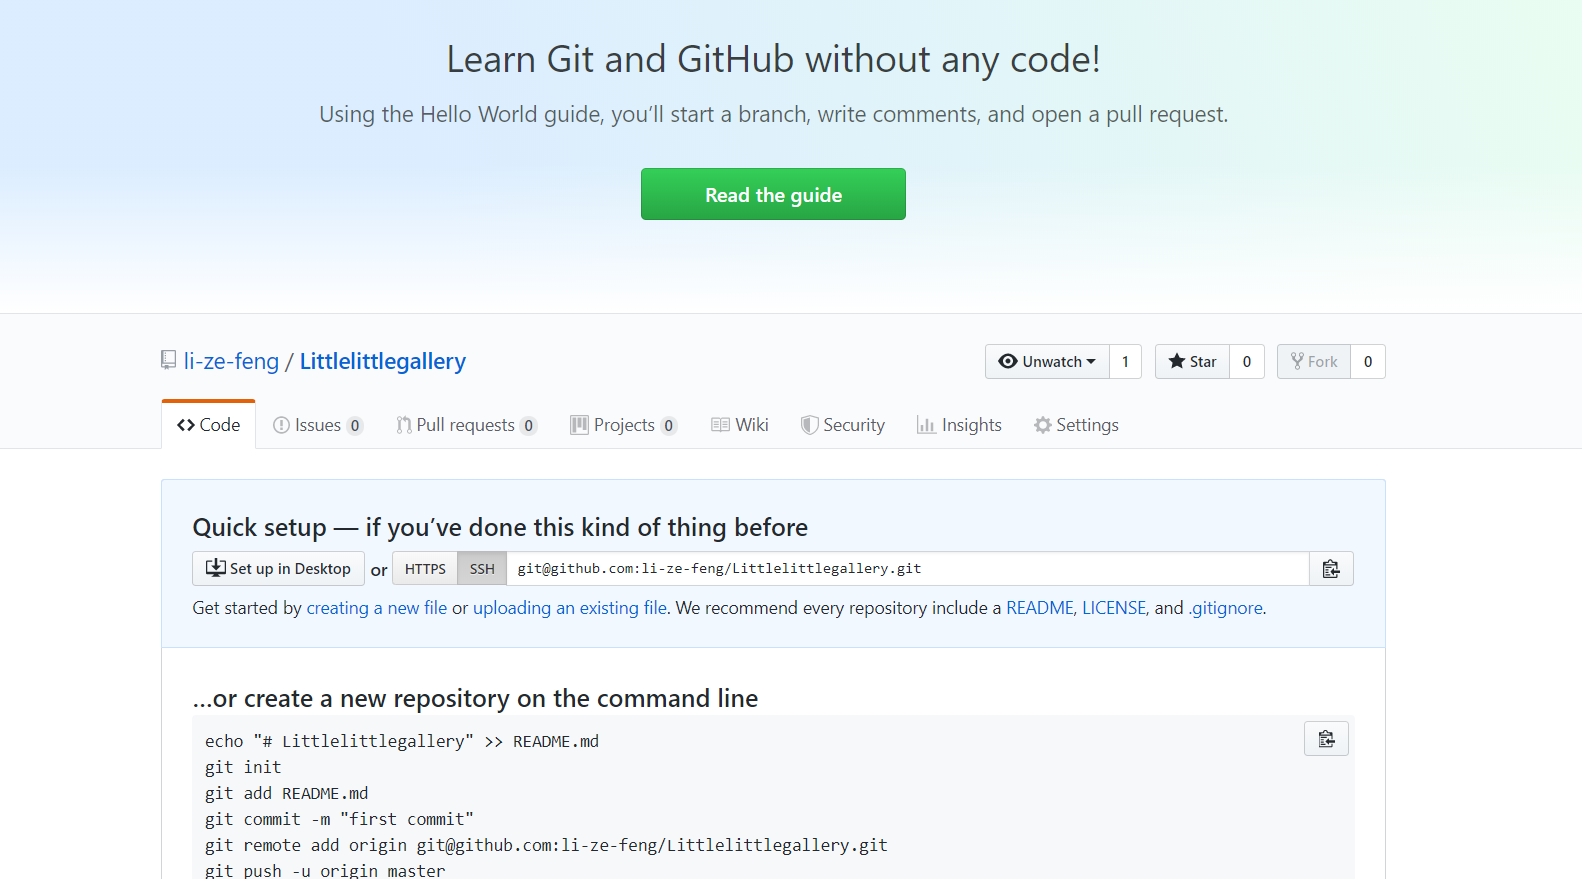 Learn Git and GitHub without any code!
Using the Hello World guide, you’ll start a branch, write comments, and open a pull request.
Read the guide
li-ze-feng / Littlelittlegallery
Unwatch 1 Star 0 Fork 0
Code Issues 0 Pull requests 0 Projects 0 Wiki Security Insights Settings
Quick setup — if you’ve done this kind of thing before
Set up in Desktop or HTTPS SSH git@github.com:li-ze-feng/Littlelittlegallery.git
Get started by creating a new file or uploading an existing file. We recommend every repository include a README, LICENSE, and .gitignore.
…or create a new repository on the command line
echo "# Littlelittlegallery" >> README.md
git init
git add README.md
git commit -m "first commit"
git remote add origin git@github.com:li-ze-feng/Littlelittlegallery.git
git push -u origin master